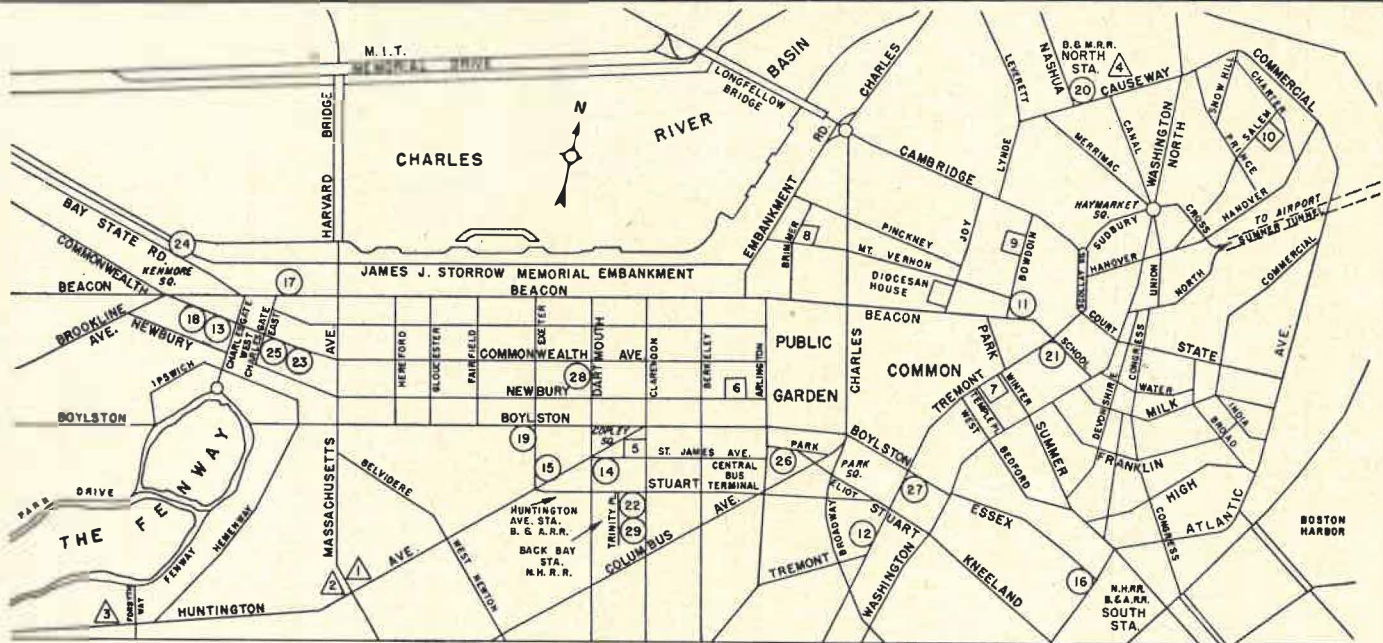 M.I.T.
MEMORIAL DRIVE
HARVARD BRIDGE
CHARLES
RIVER
BASIN
N
LONGFELLOW
BRIDGE
CHARLES
EMBANKMENT RD.
BAY STATE RD.
24
COMMONWEALTH
KENMORE
SQ.
BEACON
17
JAMES J. STORROW MEMORIAL EMBANKMENT
BEACON
BROOKLINE
AVE.
NEWBURY
18
13
CHARLESGATE
WEST
CHARLESGATE
EAST
25
23
IPSWICH
BOYLSTON
AVE.
MASSACHUSETTS
HEREFORD
GLOUCESTER
FAIRFIELD
EXETER
DARTMOUTH
CLARENDON
BERKELEY
ARLINGTON
COMMONWEALTH AVE.
NEWBURY
28
6
BOYLSTON
19
COPLEY
SQ.
5
ST. JAMES AVE.
15
14
STUART
CENTRAL
BUS
TERMINAL
PARK
26
HUNTINGTON
AVE. STA.
B. & A.R.R.
BACK BAY
STA.
N.H.R.R.
TRINITY PL.
22
29
COLUMBUS AVE.
BELVIDERE
WEST NEWTON
PARK DRIVE
THE FENWAY
FENWAY
HEMENWAY
FORSYTH
WAY
3
2
1
HUNTINGTON AVE.
PUBLIC
GARDEN
CHARLES
COMMON
BRIMMER
8
PINCKNEY
MT. VERNON
DIOCESAN
HOUSE
JOY
9
BOWDOIN
11
BEACON
CAMBRIDGE
LYNDE
LEVERETT
NASHUA
B. & M.R.R.
NORTH
STA.
4
20
CAUSEWAY
MERRIMAC
CANAL
WASHINGTON
NORTH
HAYMARKET
SQ.
SUDBURY
SCOLLAY SQ.
HANOVER
UNION
NORTH
CROSS
SNOW HILL
CHARTER
SALEM
10
PRINCE
HANOVER
COMMERCIAL
TO AIRPORT
SUMNER TUNNEL
COMMERCIAL
COURT
STATE
PARK
SCHOOL
21
TREMONT
7
WINTER
TEMPLE PL.
WEST
SUMMER
BEDFORD
DEVONSHIRE
CONGRESS
WATER
MILK
INDIA
BROAD
FRANKLIN
HIGH
CONGRESS
ATLANTIC
AVE.
BOSTON
HARBOR
BOYLSTON
PARK
SQ.
ELIOT
27
ESSEX
STUART
KNEELAND
BROADWAY
12
TREMONT
WASHINGTON
16
N.H.R.R.
B. & A.R.R.
SOUTH
STA.